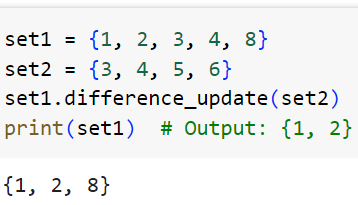 set1 = {1, 2, 3, 4, 8}
set2 = {3, 4, 5, 6}
set1.difference_update(set2)
print(set1)  # Output: {1, 2}
{1, 2, 8}